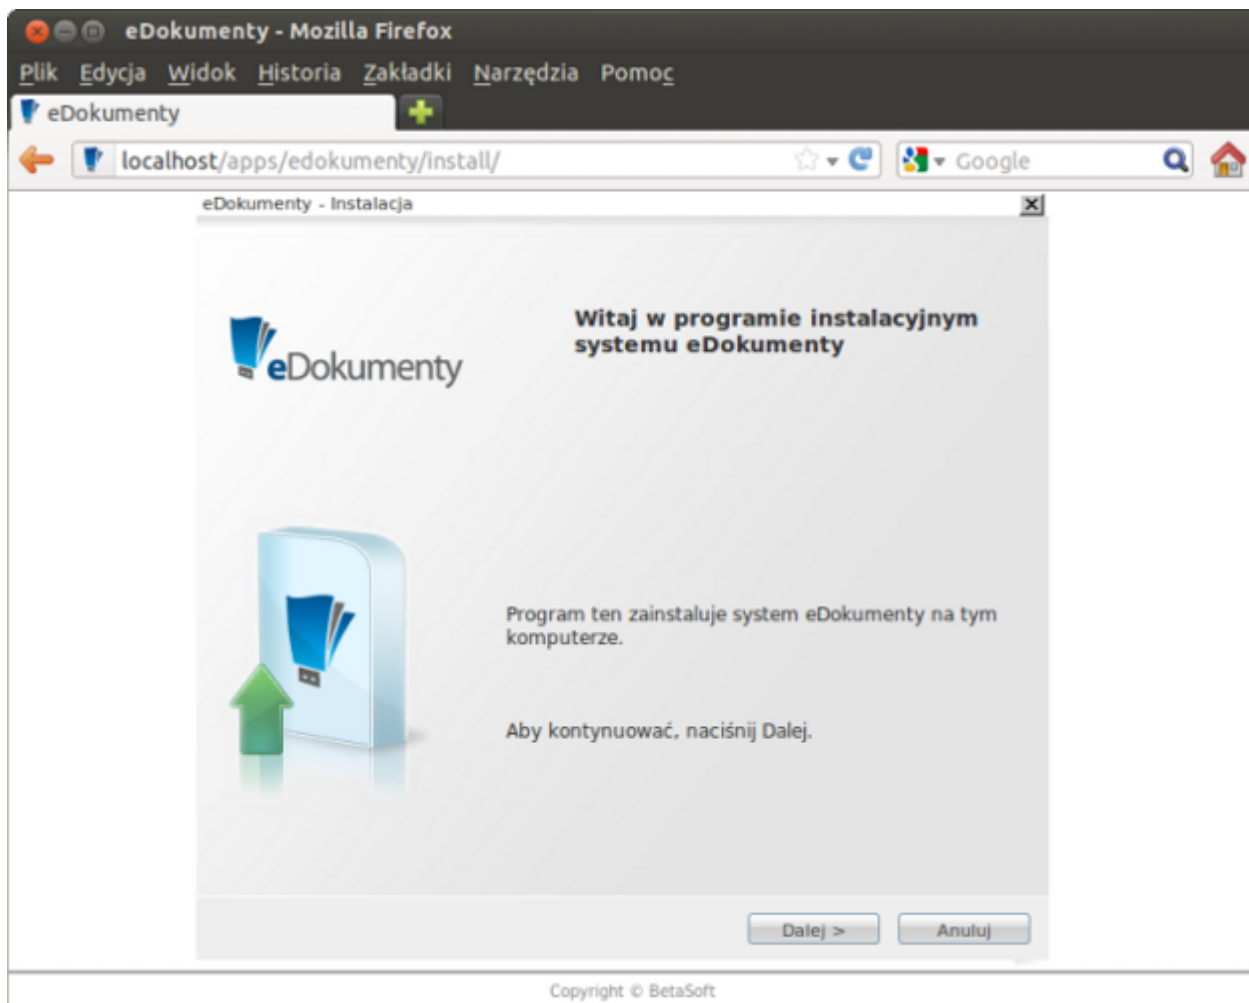 eDokumenty - Mozilla Firefox
Plik Edycja Widok Historia Zakładki Narzędzia Pomoc
eDokumenty
localhost/apps/edokumenty/install/ Google
eDokumenty - Instalacja
Witaj w programie instalacyjnym
systemu eDokumenty
eDokumenty
Program ten zainstaluje system eDokumenty na tym
komputerze.
Aby kontynuować, naciśnij Dalej.
Dalej > Anuluj
Copyright © BetaSoft